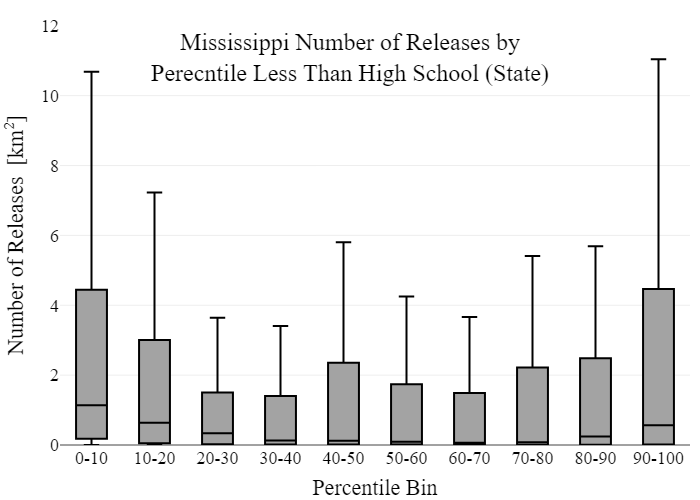 Mississippi Number of Releases by
Perecntile Less Than High School (State)
Number of Releases [km²]
12
10
8
6
4
2
0
0-10 10-20 20-30 30-40 40-50 50-60 60-70 70-80 80-90 90-100
Percentile Bin